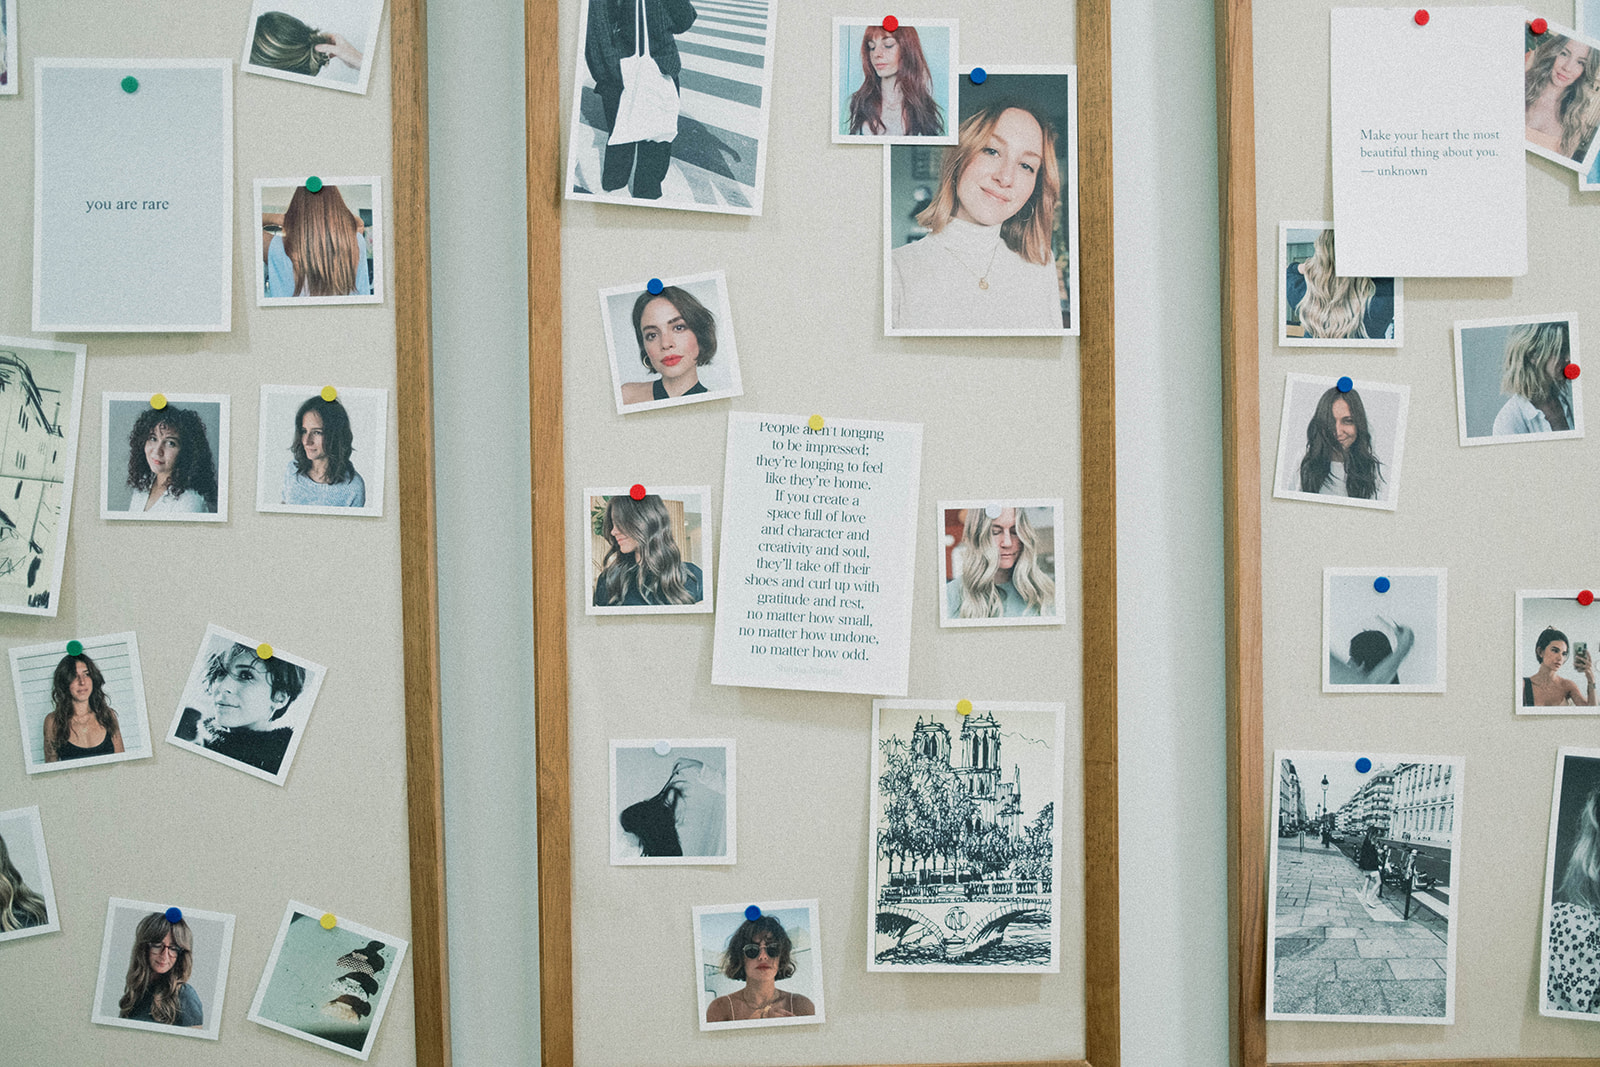 you are rare
People aren't longing
to be impressed;
they're longing to feel
like they're home.
If you create a
space full of love
and character and
creativity and soul,
they'll take off their
shoes and curl up with
gratitude and rest,
no matter how small,
no matter how undone,
no matter how odd.
Make your heart the most
beautiful thing about you.
— unknown